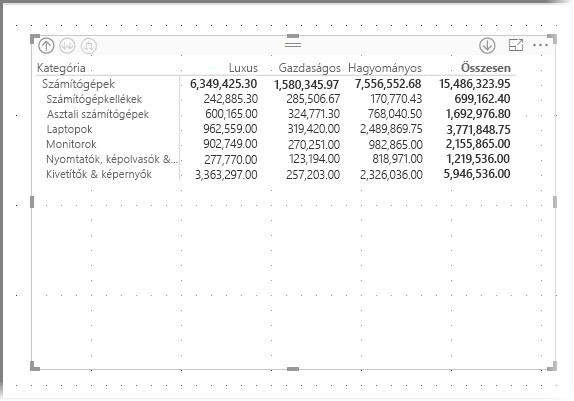 Kategória Luxus Gazdaságos Hagyományos Összesen
Számítógépek 6,349,425.30 1,580,345.97 7,556,552.68 15,486,323.95
Számítógépkellékek 242,885.30 285,506.67 170,770.43 699,162.40
Asztali számítógépek 600,165.00 324,771.30 768,040.50 1,692,976.80
Laptopok 962,559.00 319,420.00 2,489,869.75 3,771,848.75
Monitorok 902,749.00 270,251.00 982,865.00 2,155,865.00
Nyomtatók, képolvasók &... 277,770.00 123,194.00 818,971.00 1,219,536.00
Kivetítők & képernyők 3,363,297.00 257,203.00 2,326,036.00 5,946,536.00